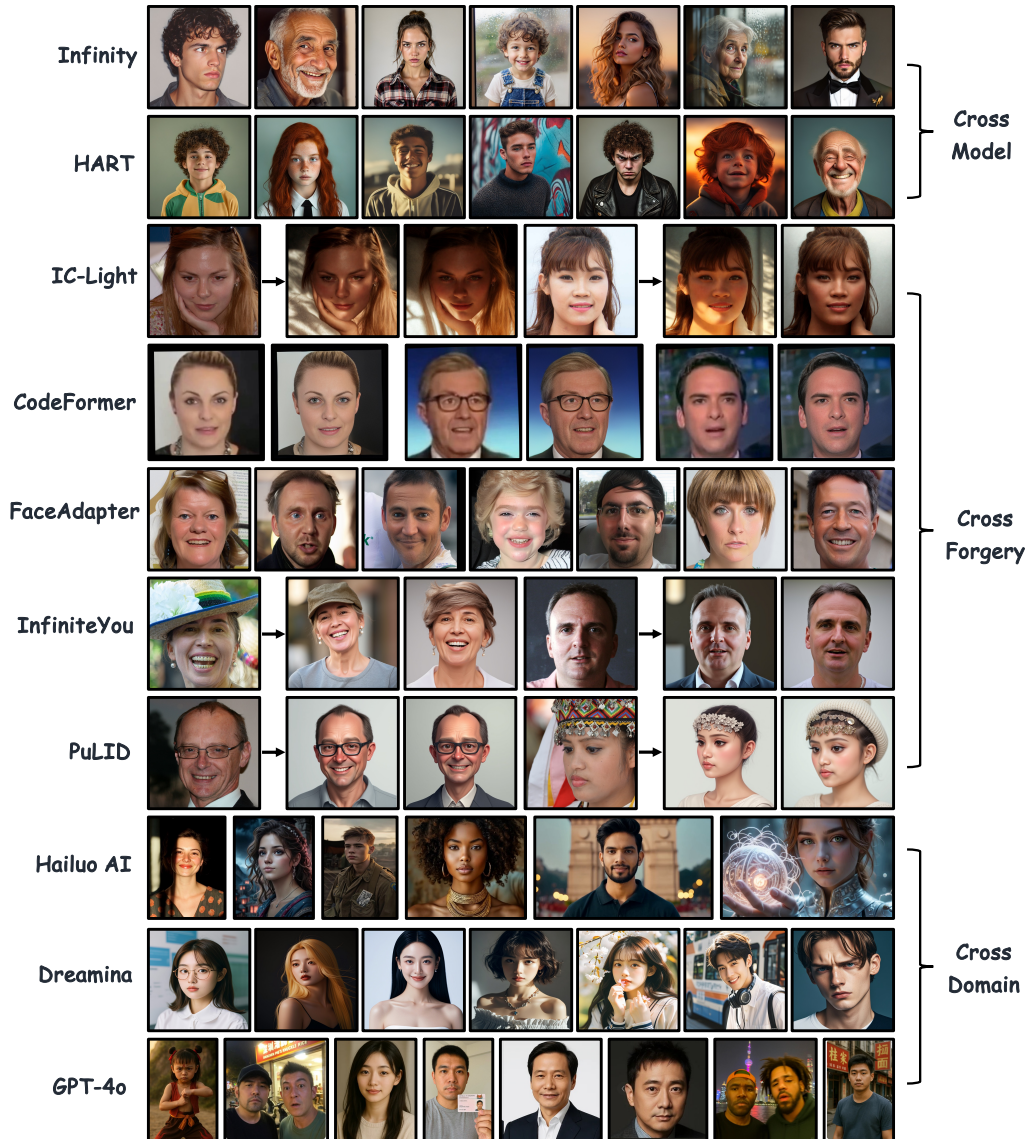 Infinity
HART
Cross
Model
IC-Light
CodeFormer
FaceAdapter
Cross
Forgery
InfiniteYou
PuLID
Hailuo AI
Dreamina
Cross
Domain
GPT-4o